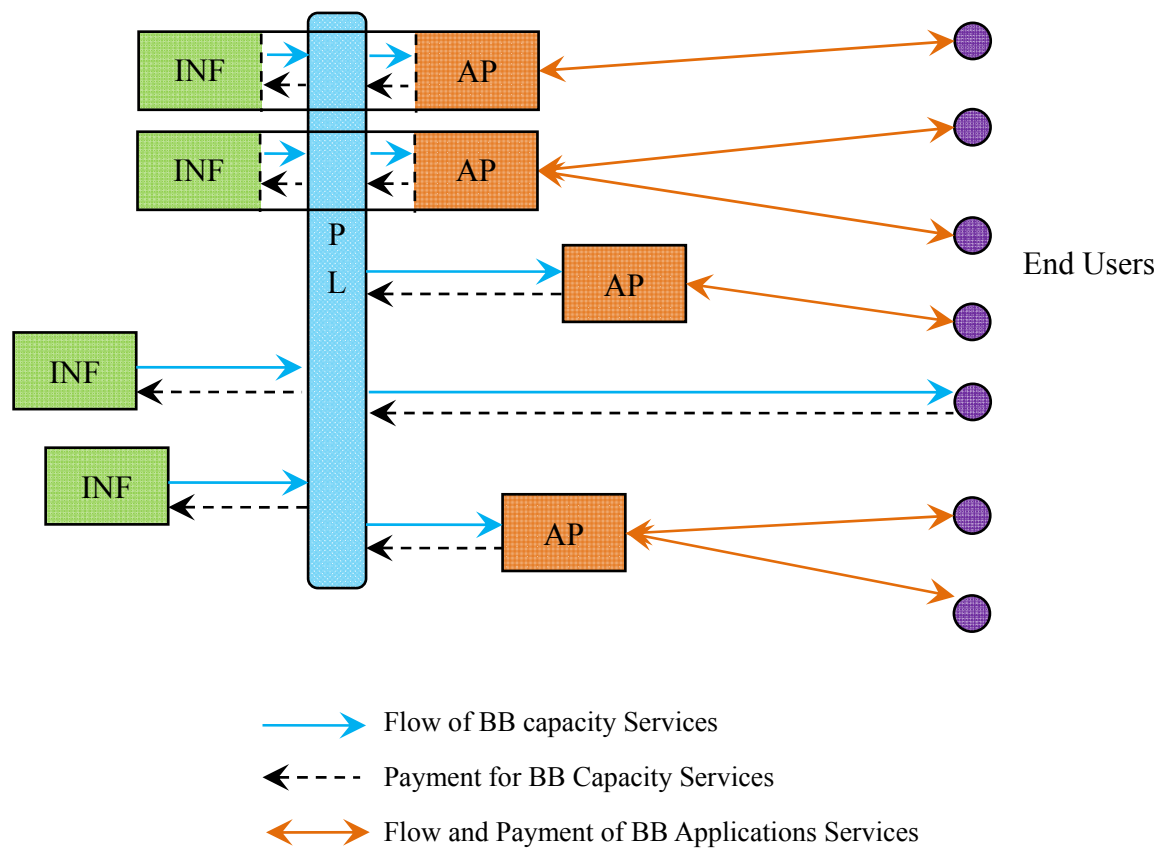 INF
AP
INF
AP
P
L
AP
End Users
INF
INF
AP
Flow of BB capacity Services
Payment for BB Capacity Services
Flow and Payment of BB Applications Services